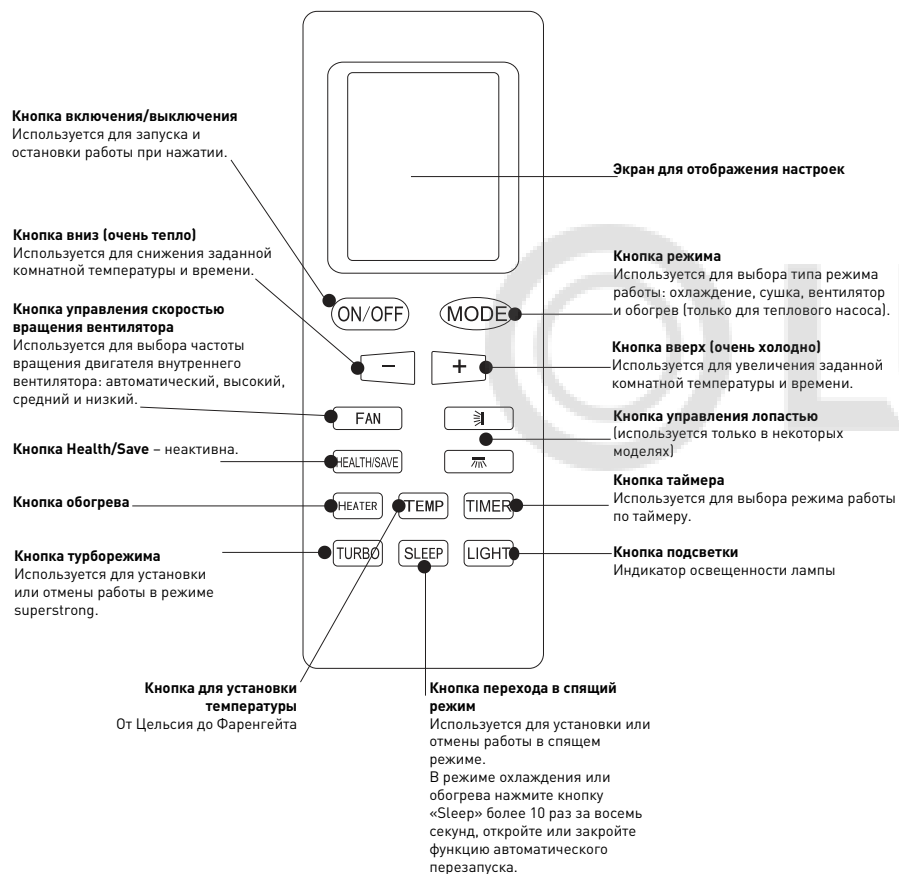 Кнопка включения/выключения
Используется для запуска и
остановки работы при нажатии.
Кнопка вниз (очень тепло)
Используется для снижения заданной
комнатной температуры и времени.
Кнопка управления скоростью
вращения вентилятора
Используется для выбора частоты
вращения двигателя внутреннего
вентилятора: автоматический, высокий,
средний и низкий.
Кнопка Health/Save – неактивна.
Кнопка обогрева
Кнопка турборежима
Используется для установки
или отмены работы в режиме
superstrong.
ON/OFF
MODE
−
+
FAN
HEALTH/SAVE
HEATER
TEMP
TIMER
TURBO
SLEEP
LIGHT
Экран для отображения настроек
Кнопка режима
Используется для выбора типа режима
работы: охлаждение, сушка, вентилятор
и обогрев (только для теплового насоса).
Кнопка вверх (очень холодно)
Используется для увеличения заданной
комнатной температуры и времени.
Кнопка управления лопастью
(используется только в некоторых
моделях)
Кнопка таймера
Используется для выбора режима работы
по таймеру.
Кнопка подсветки
Индикатор освещенности лампы
Кнопка для установки
температуры
От Цельсия до Фаренгейта
Кнопка перехода в спящий
режим
Используется для установки или
отмены работы в спящем
режиме.
В режиме охлаждения или
обогрева нажмите кнопку
«Sleep» более 10 раз за восемь
секунд, откройте или закройте
функцию автоматического
перезапуска.